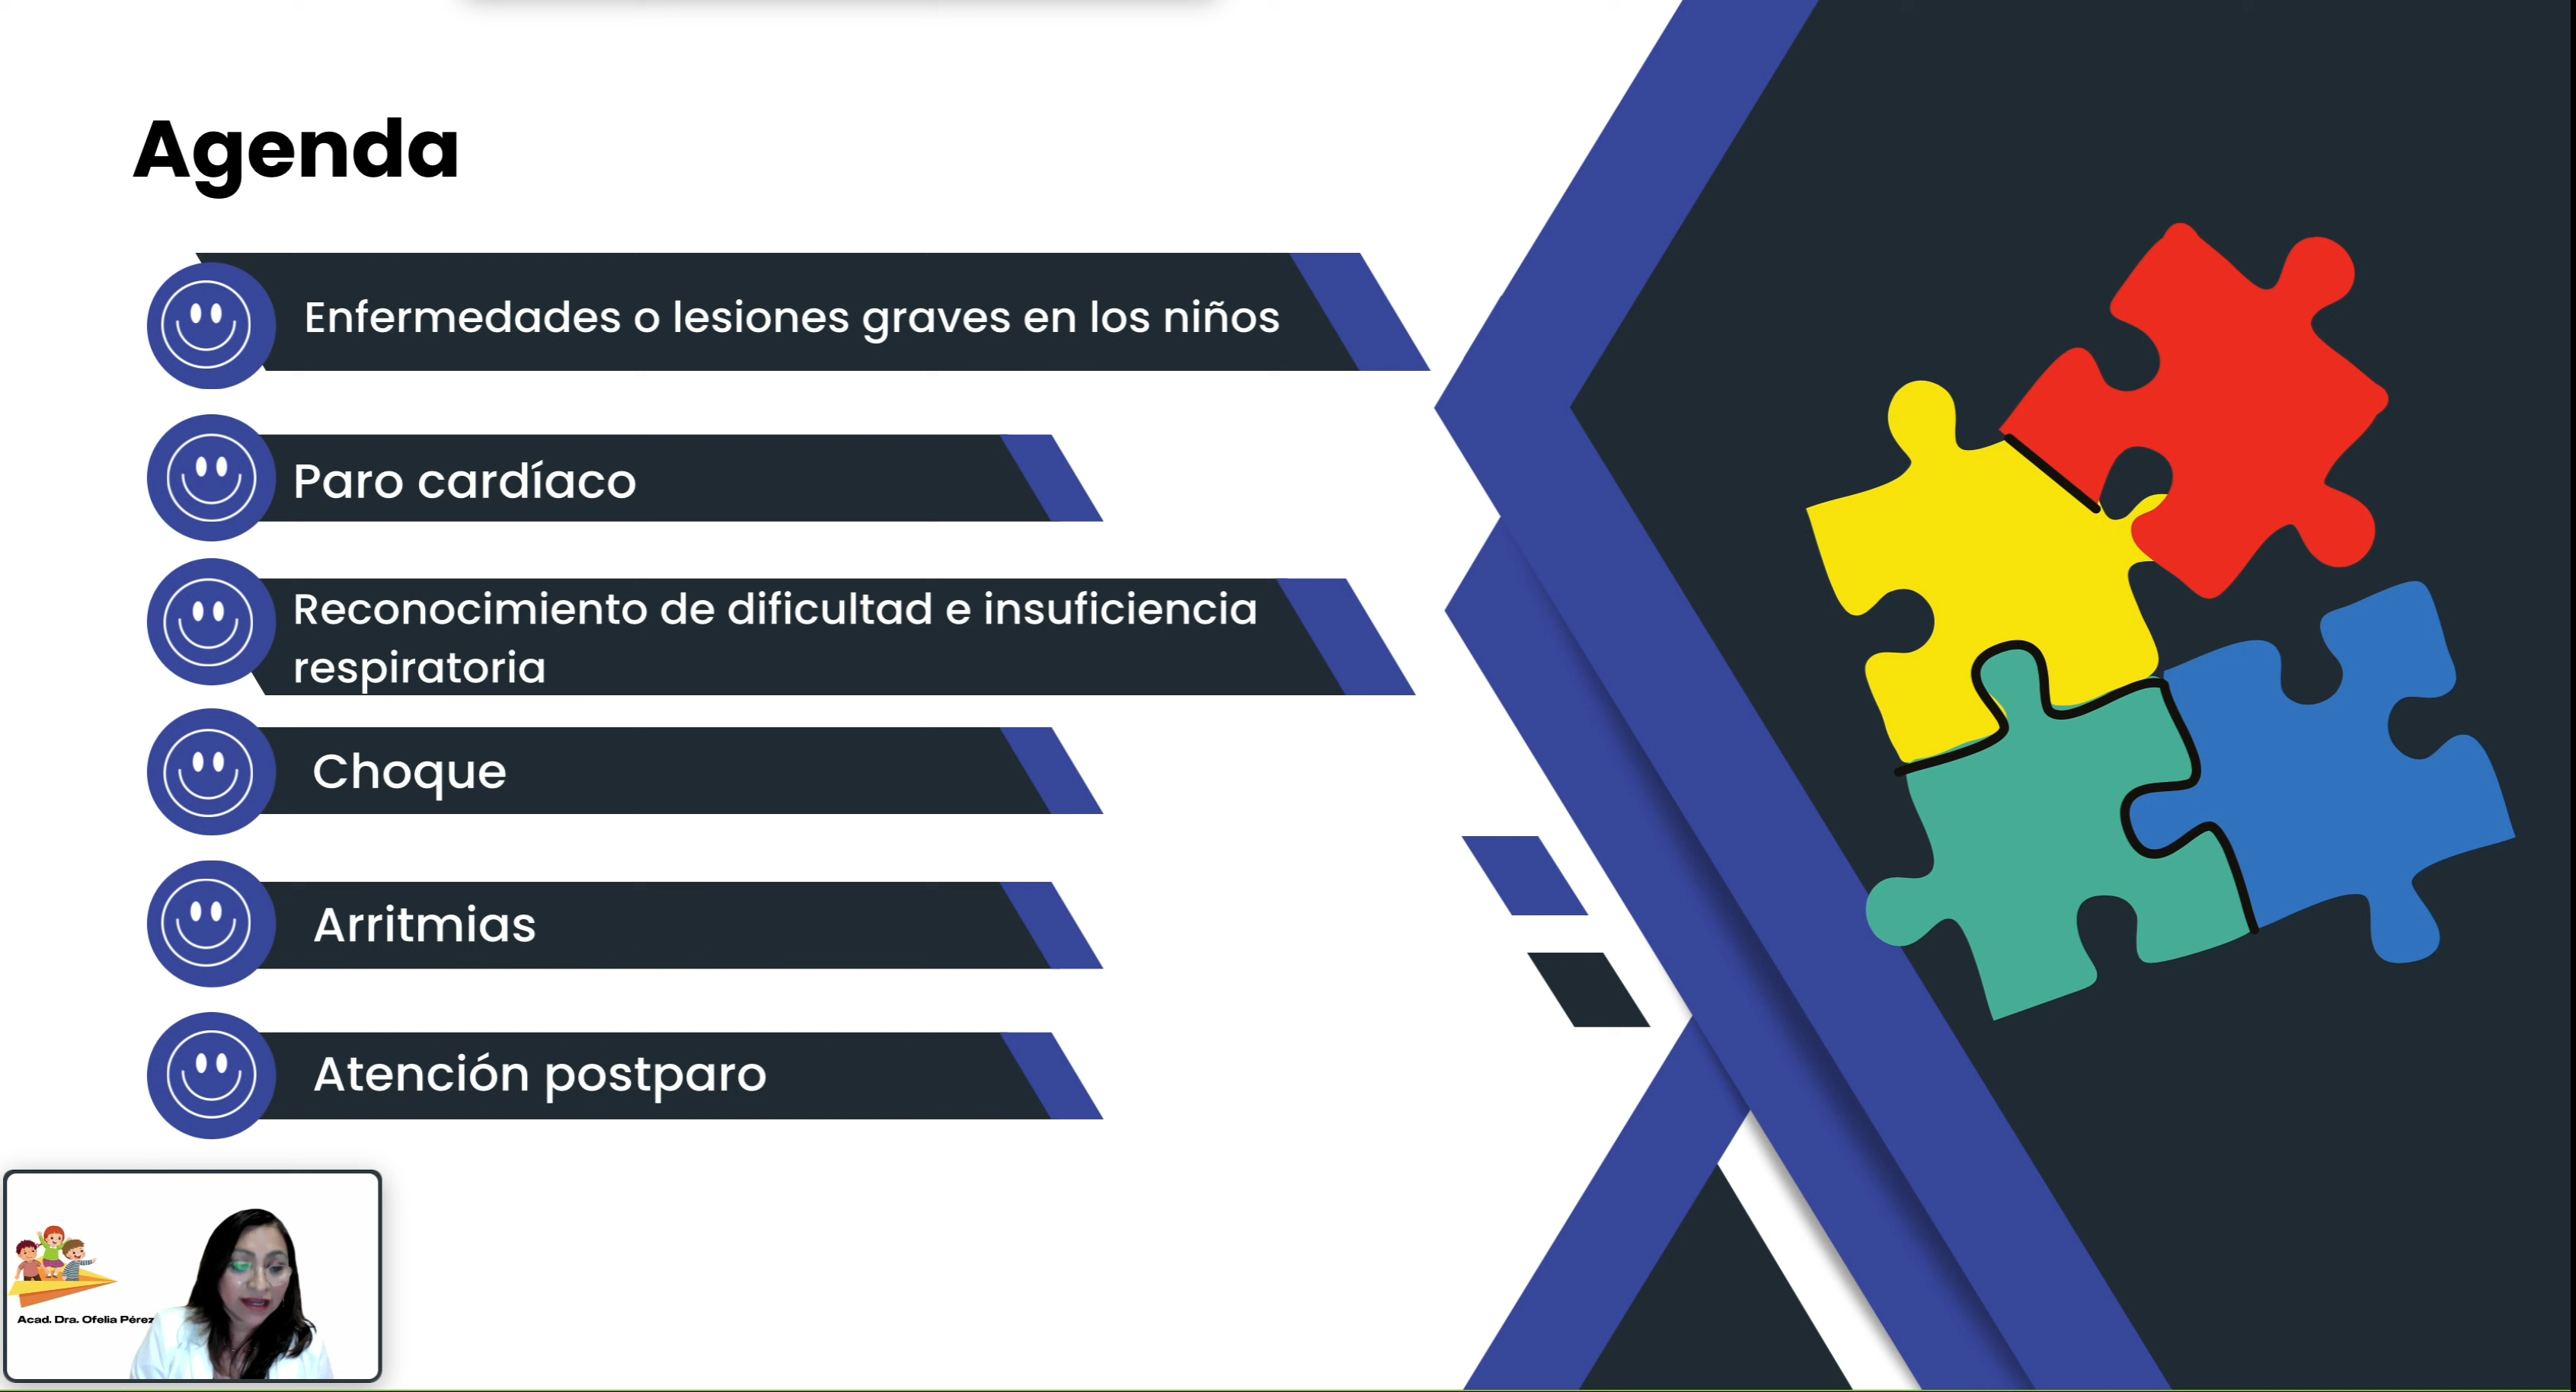 Agenda
Enfermedades o lesiones graves en los niños
Paro cardíaco
Reconocimiento de dificultad e insuficiencia
respiratoria
Choque
Arritmias
Atención postparo
Acad. Dra. Ofelia Pérez